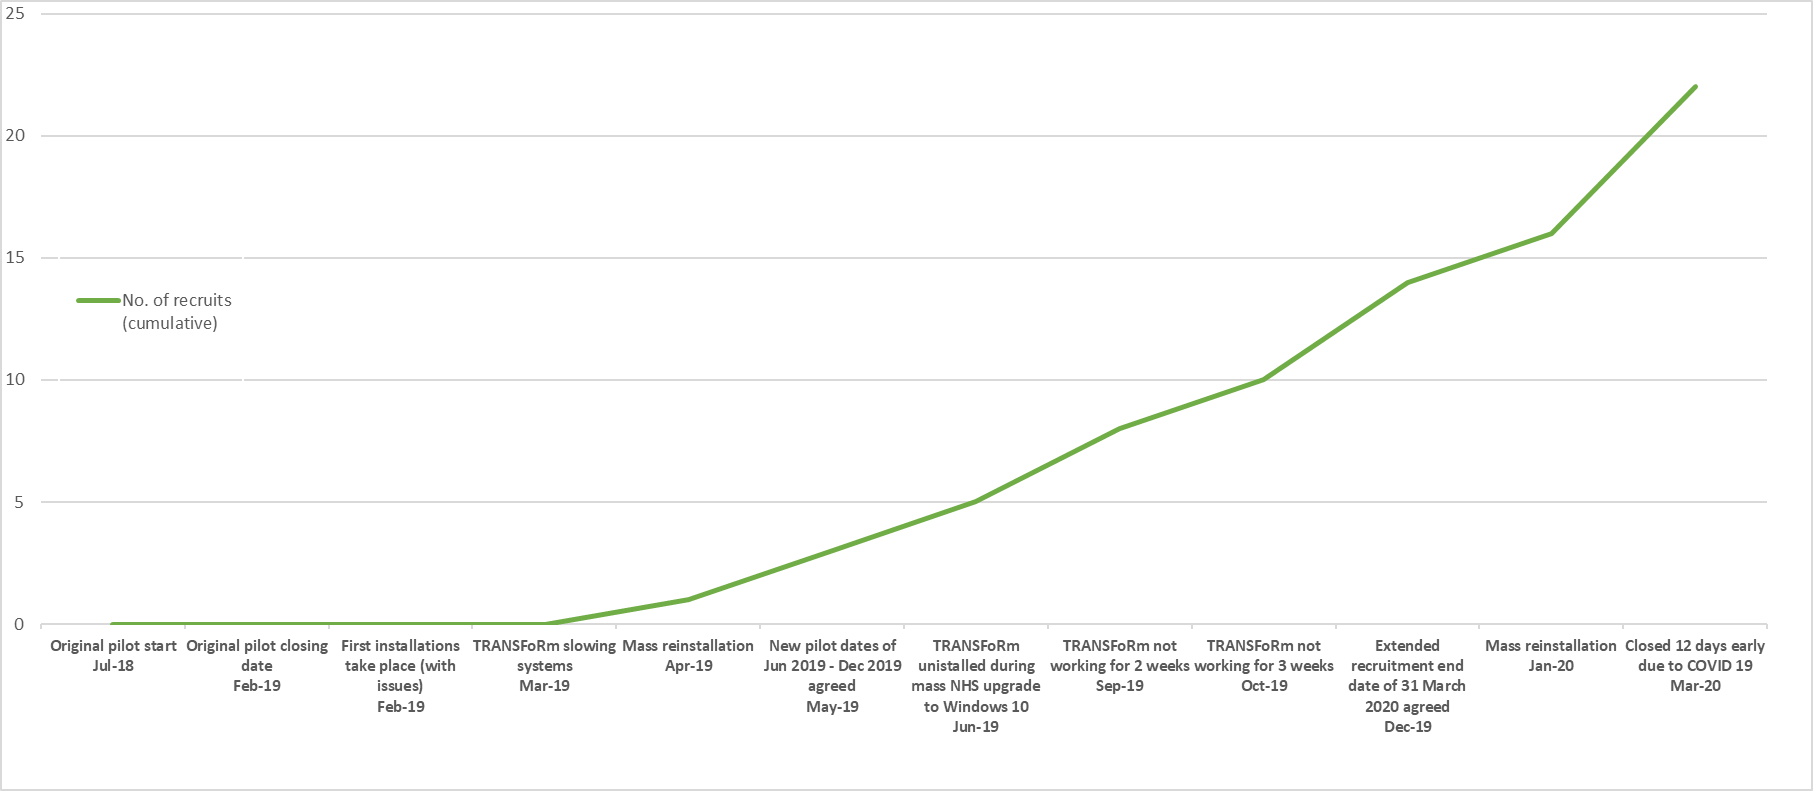 25
20
15
10
5
0
No. of recruits
(cumulative)
Original pilot start
Jul-18
Original pilot closing
date
Feb-19
First installations
take place (with
issues)
Feb-19
TRANSFoRm slowing
systems
Mar-19
Mass reinstallation
Apr-19
New pilot dates of
Jun 2019 - Dec 2019
agreed
May-19
TRANSFoRm
unistalled during
mass NHS upgrade
to Windows 10
Jun-19
TRANSFoRm not
working for 2 weeks
Sep-19
TRANSFoRm not
working for 3 weeks
Oct-19
Extended
recruitment end
date of 31 March
2020 agreed
Dec-19
Mass reinstallation
Jan-20
Closed 12 days early
due to COVID 19
Mar-20